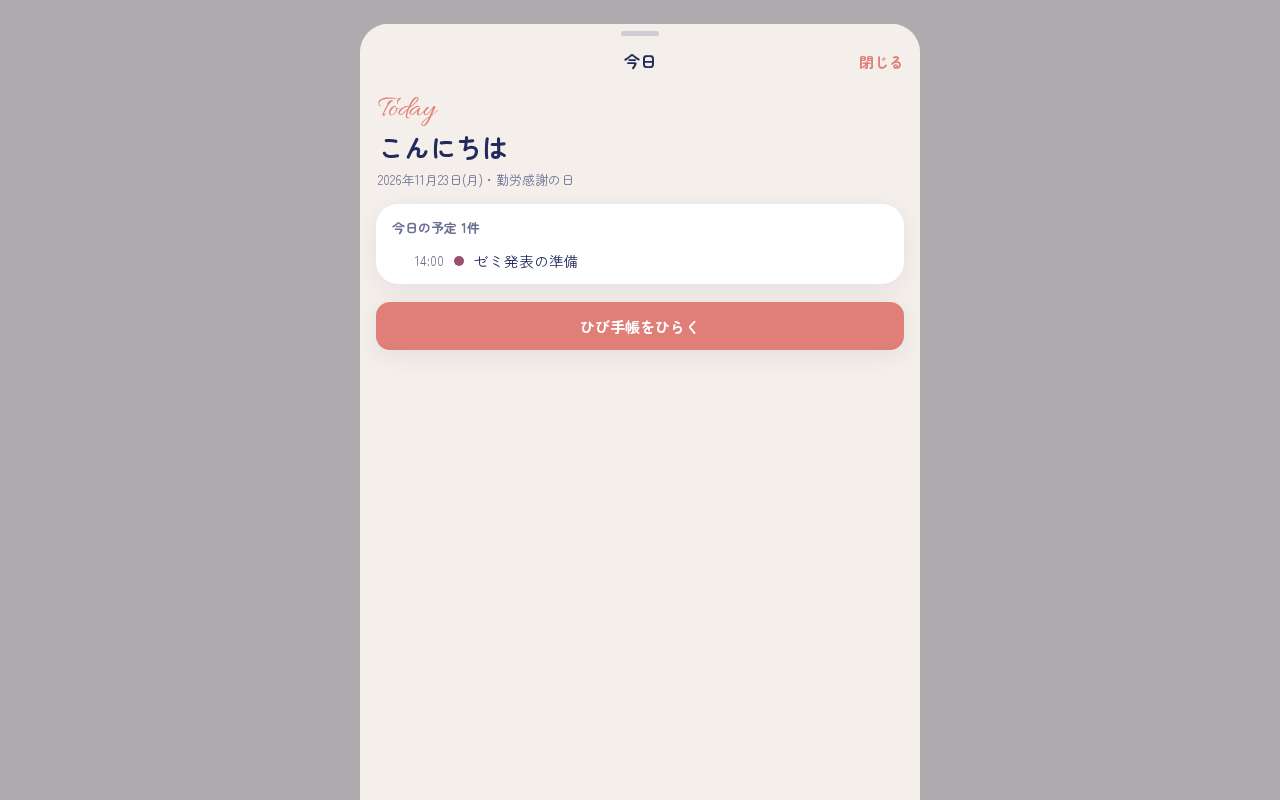 今日
閉じる
Today
こんにちは
2026年11月23日(月)・勤労感謝の日
今日の予定 1件
14:00 ゼミ発表の準備
ひび手帳をひらく